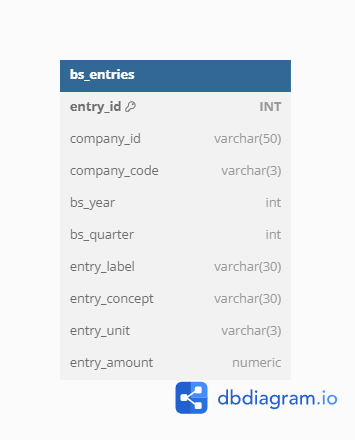 bs_entries
entry_id INT
company_id varchar(50)
company_code varchar(3)
bs_year int
bs_quarter int
entry_label varchar(30)
entry_concept varchar(30)
entry_unit varchar(3)
entry_amount numeric
dbdiagram.io